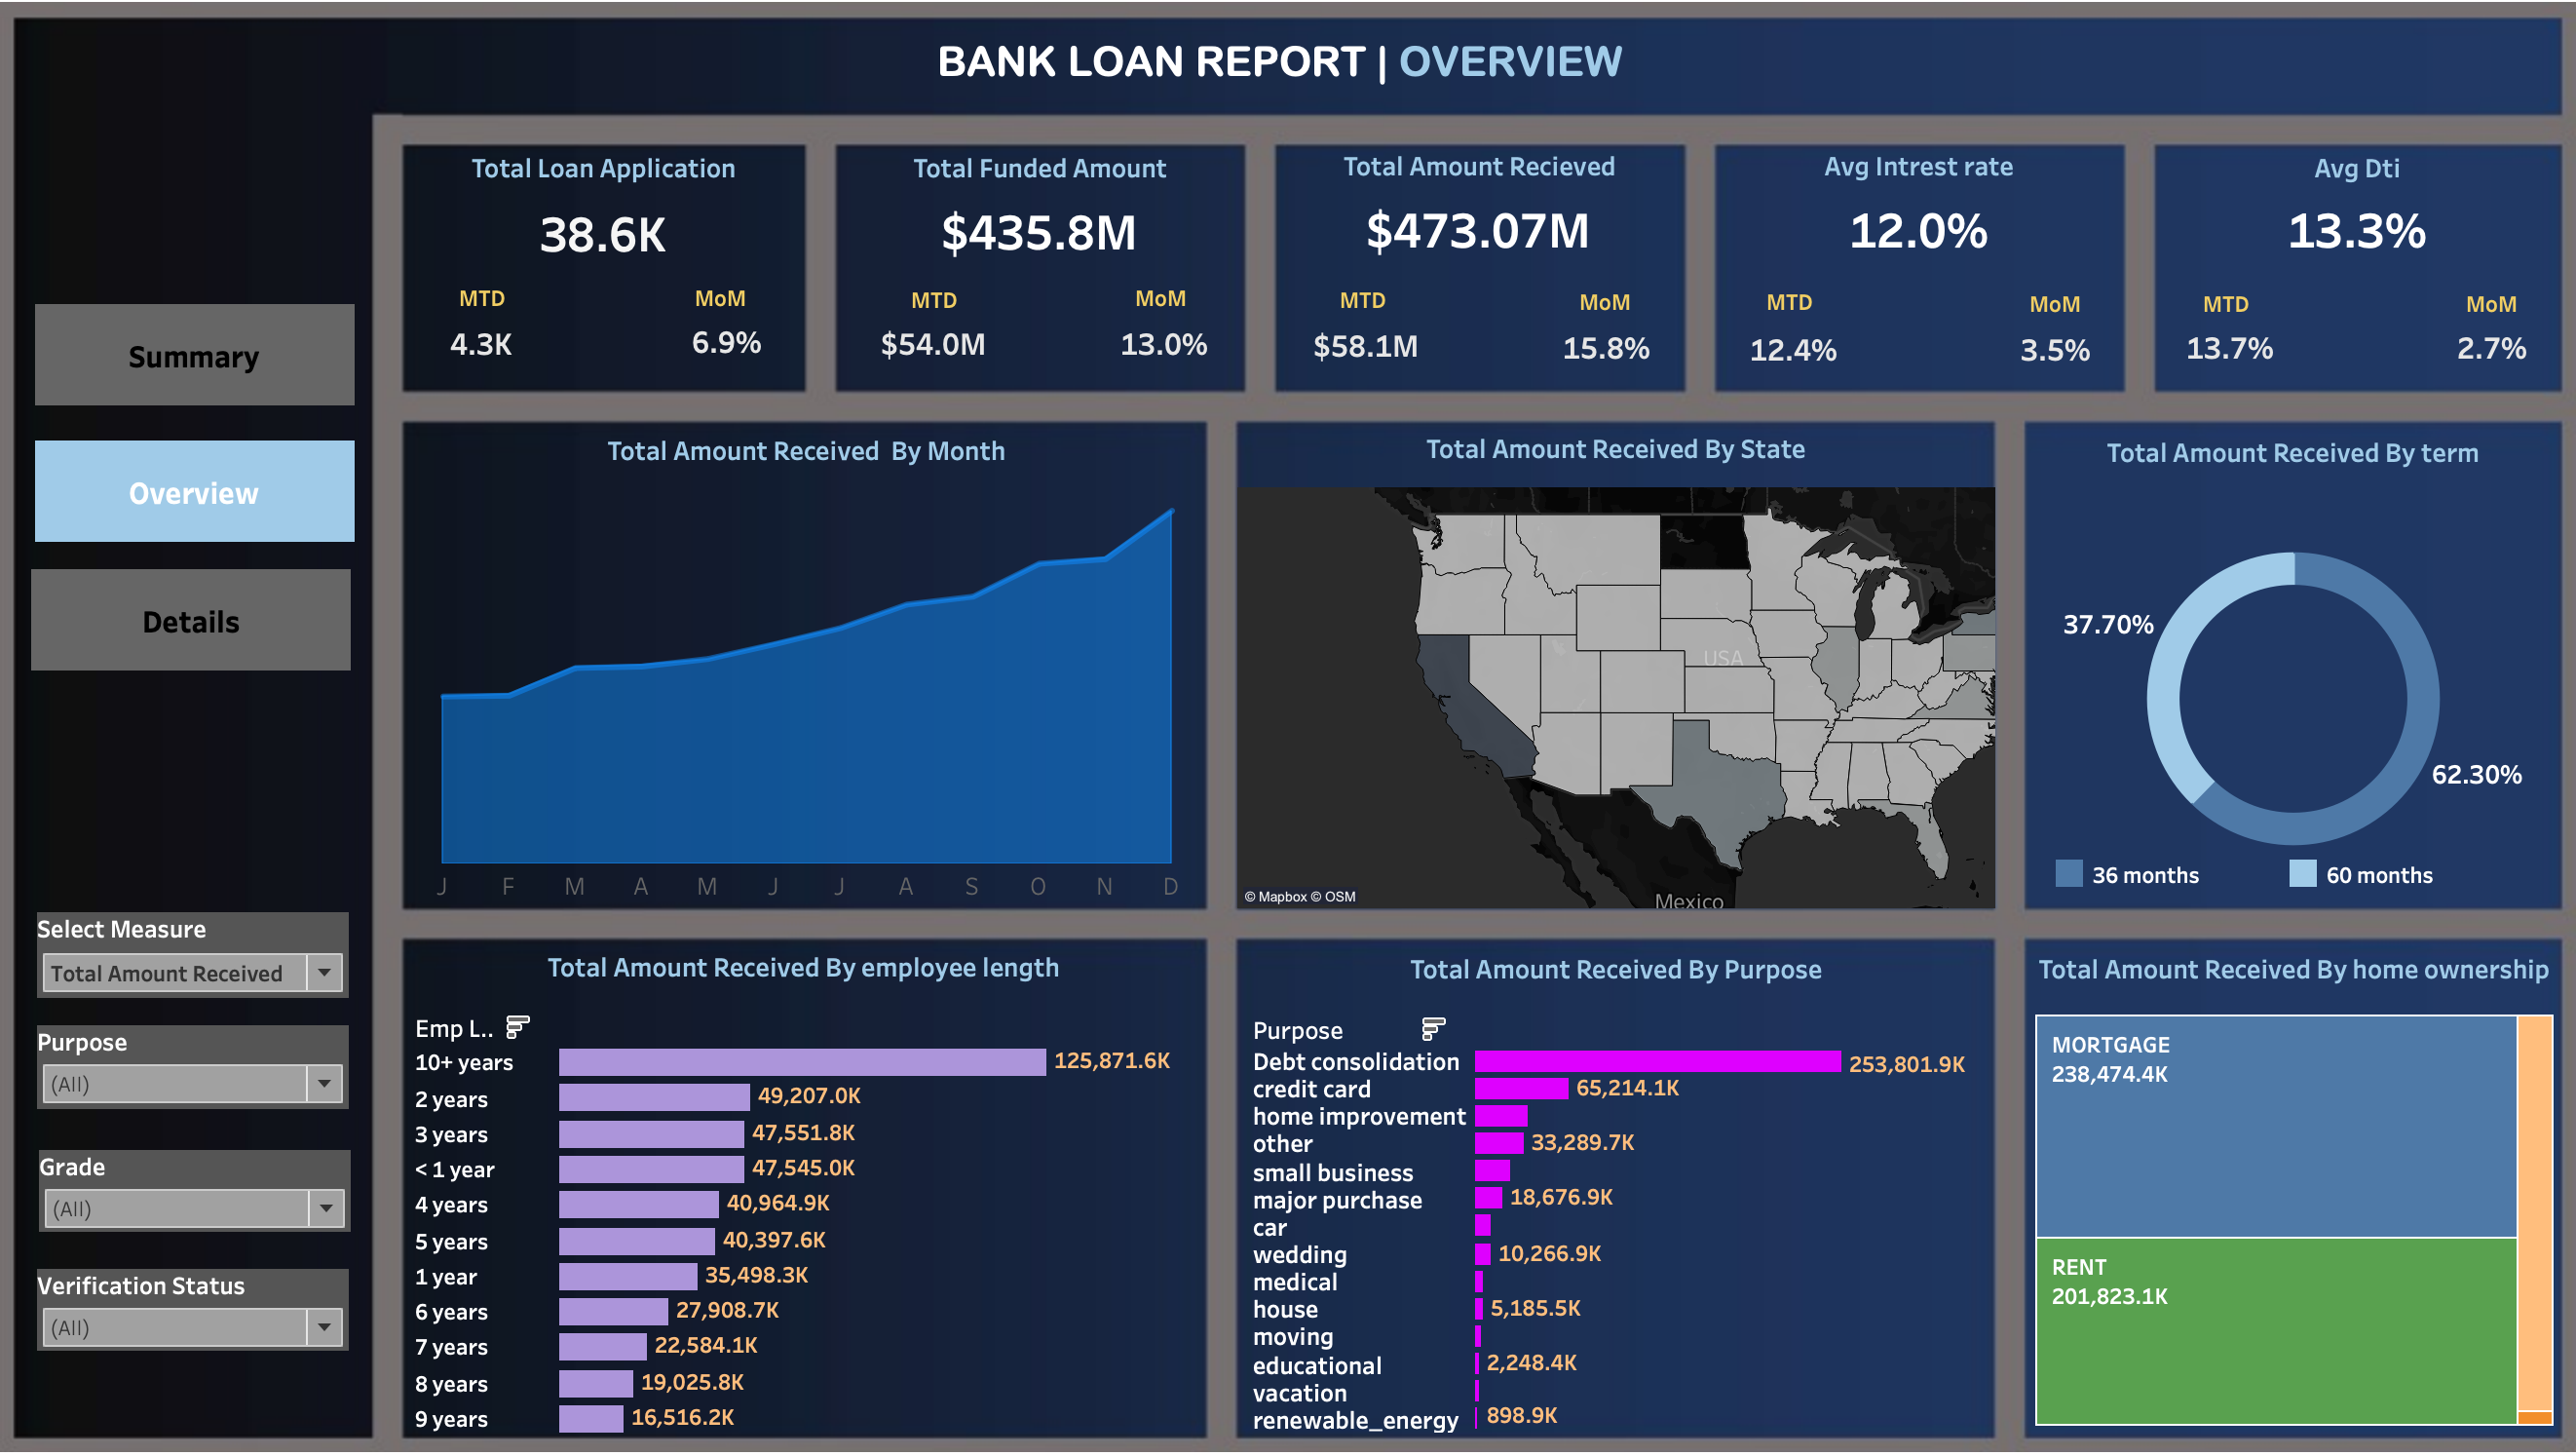 BANK LOAN REPORT | OVERVIEW
Total Loan Application
38.6K
MTD
MoM
4.3K
6.9%
Total Funded Amount
$435.8M
MTD
MoM
$54.0M
13.0%
Total Amount Recieved
$473.07M
MTD
MoM
$58.1M
15.8%
Avg Intrest rate
12.0%
MTD
MoM
12.4%
3.5%
Avg Dti
13.3%
MTD
MoM
13.7%
2.7%
Summary
Overview
Details
Select Measure
Total Amount Received
Purpose
(All)
Grade
(All)
Verification Status
(All)
Total Amount Received By Month
J F M A M J J A S O N D
Total Amount Received By State
USA
Mexico
© Mapbox © OSM
Total Amount Received By term
37.70%
62.30%
36 months
60 months
Total Amount Received By employee length
Emp L..
10+ years 125,871.6K
2 years 49,207.0K
3 years 47,551.8K
< 1 year 47,545.0K
4 years 40,964.9K
5 years 40,397.6K
1 year 35,498.3K
6 years 27,908.7K
7 years 22,584.1K
8 years 19,025.8K
9 years 16,516.2K
Total Amount Received By Purpose
Purpose
Debt consolidation 253,801.9K
credit card 65,214.1K
home improvement
other 33,289.7K
small business
major purchase 18,676.9K
car
wedding 10,266.9K
medical
house 5,185.5K
moving
educational 2,248.4K
vacation
renewable_energy 898.9K
Total Amount Received By home ownership
MORTGAGE
238,474.4K
RENT
201,823.1K